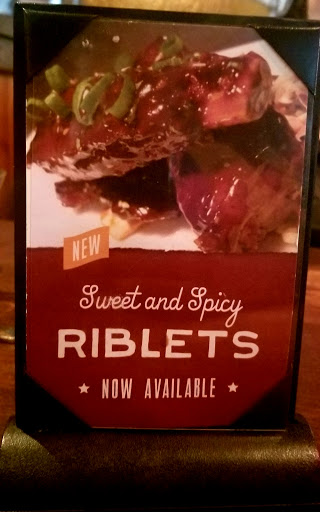 NEW
Sweet and Spicy
RIBLETS
★ NOW AVAILABLE ★